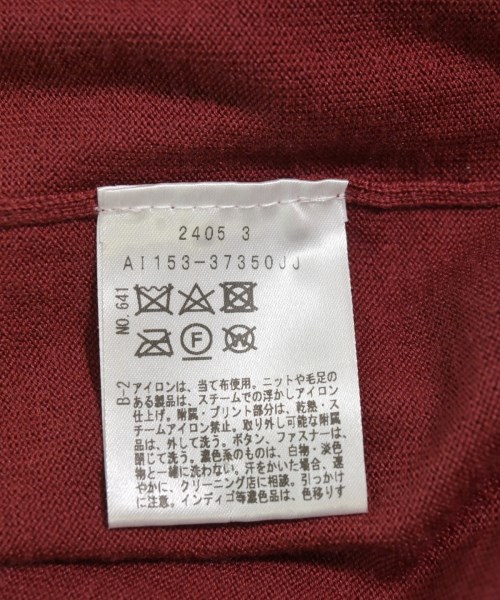 2405 3
AI153-37350JJ
NO.641
F
W
B-2
アイロンは、当て布使用。ニットや毛足の
ある製品は、スチームでの浮かしアイロン
仕上げ。附属・プリント部分は、乾熱・ス
チームアイロン禁止。取り外し可能な附属
品は、外して洗う。ボタン、ファスナーは、
閉じて洗う。濃色系のものは、白物・淡色
物と一緒に洗わない。汗をかいた場合、速
やかに、クリーニング店に相談。引っかけ
に注意。インディゴ等濃色品は、色移りす